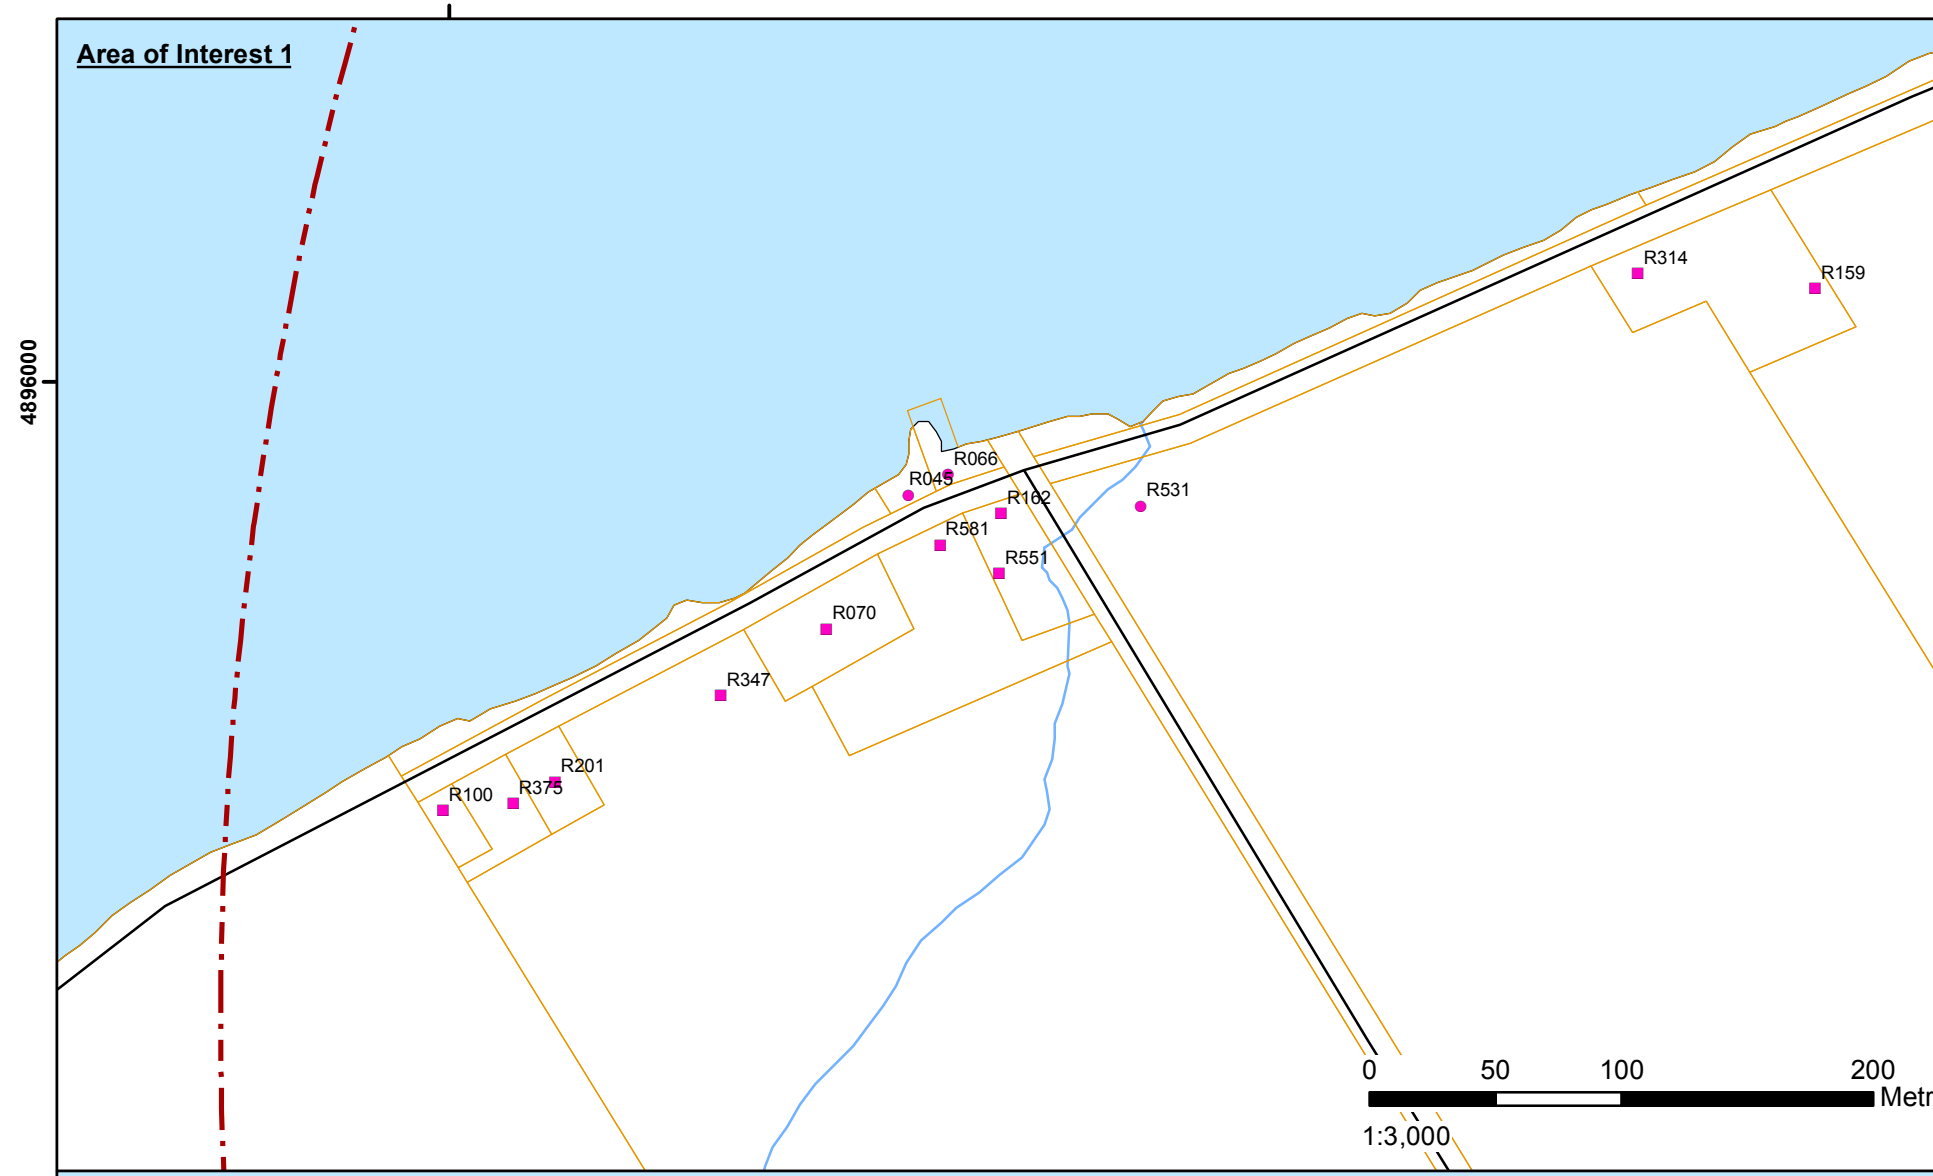 Area of Interest 1
4896000
R314
R159
R066
R045
R162
R531
R581
R551
R070
R347
R201
R375
R100
0 50 100 200
Metr
1:3,000